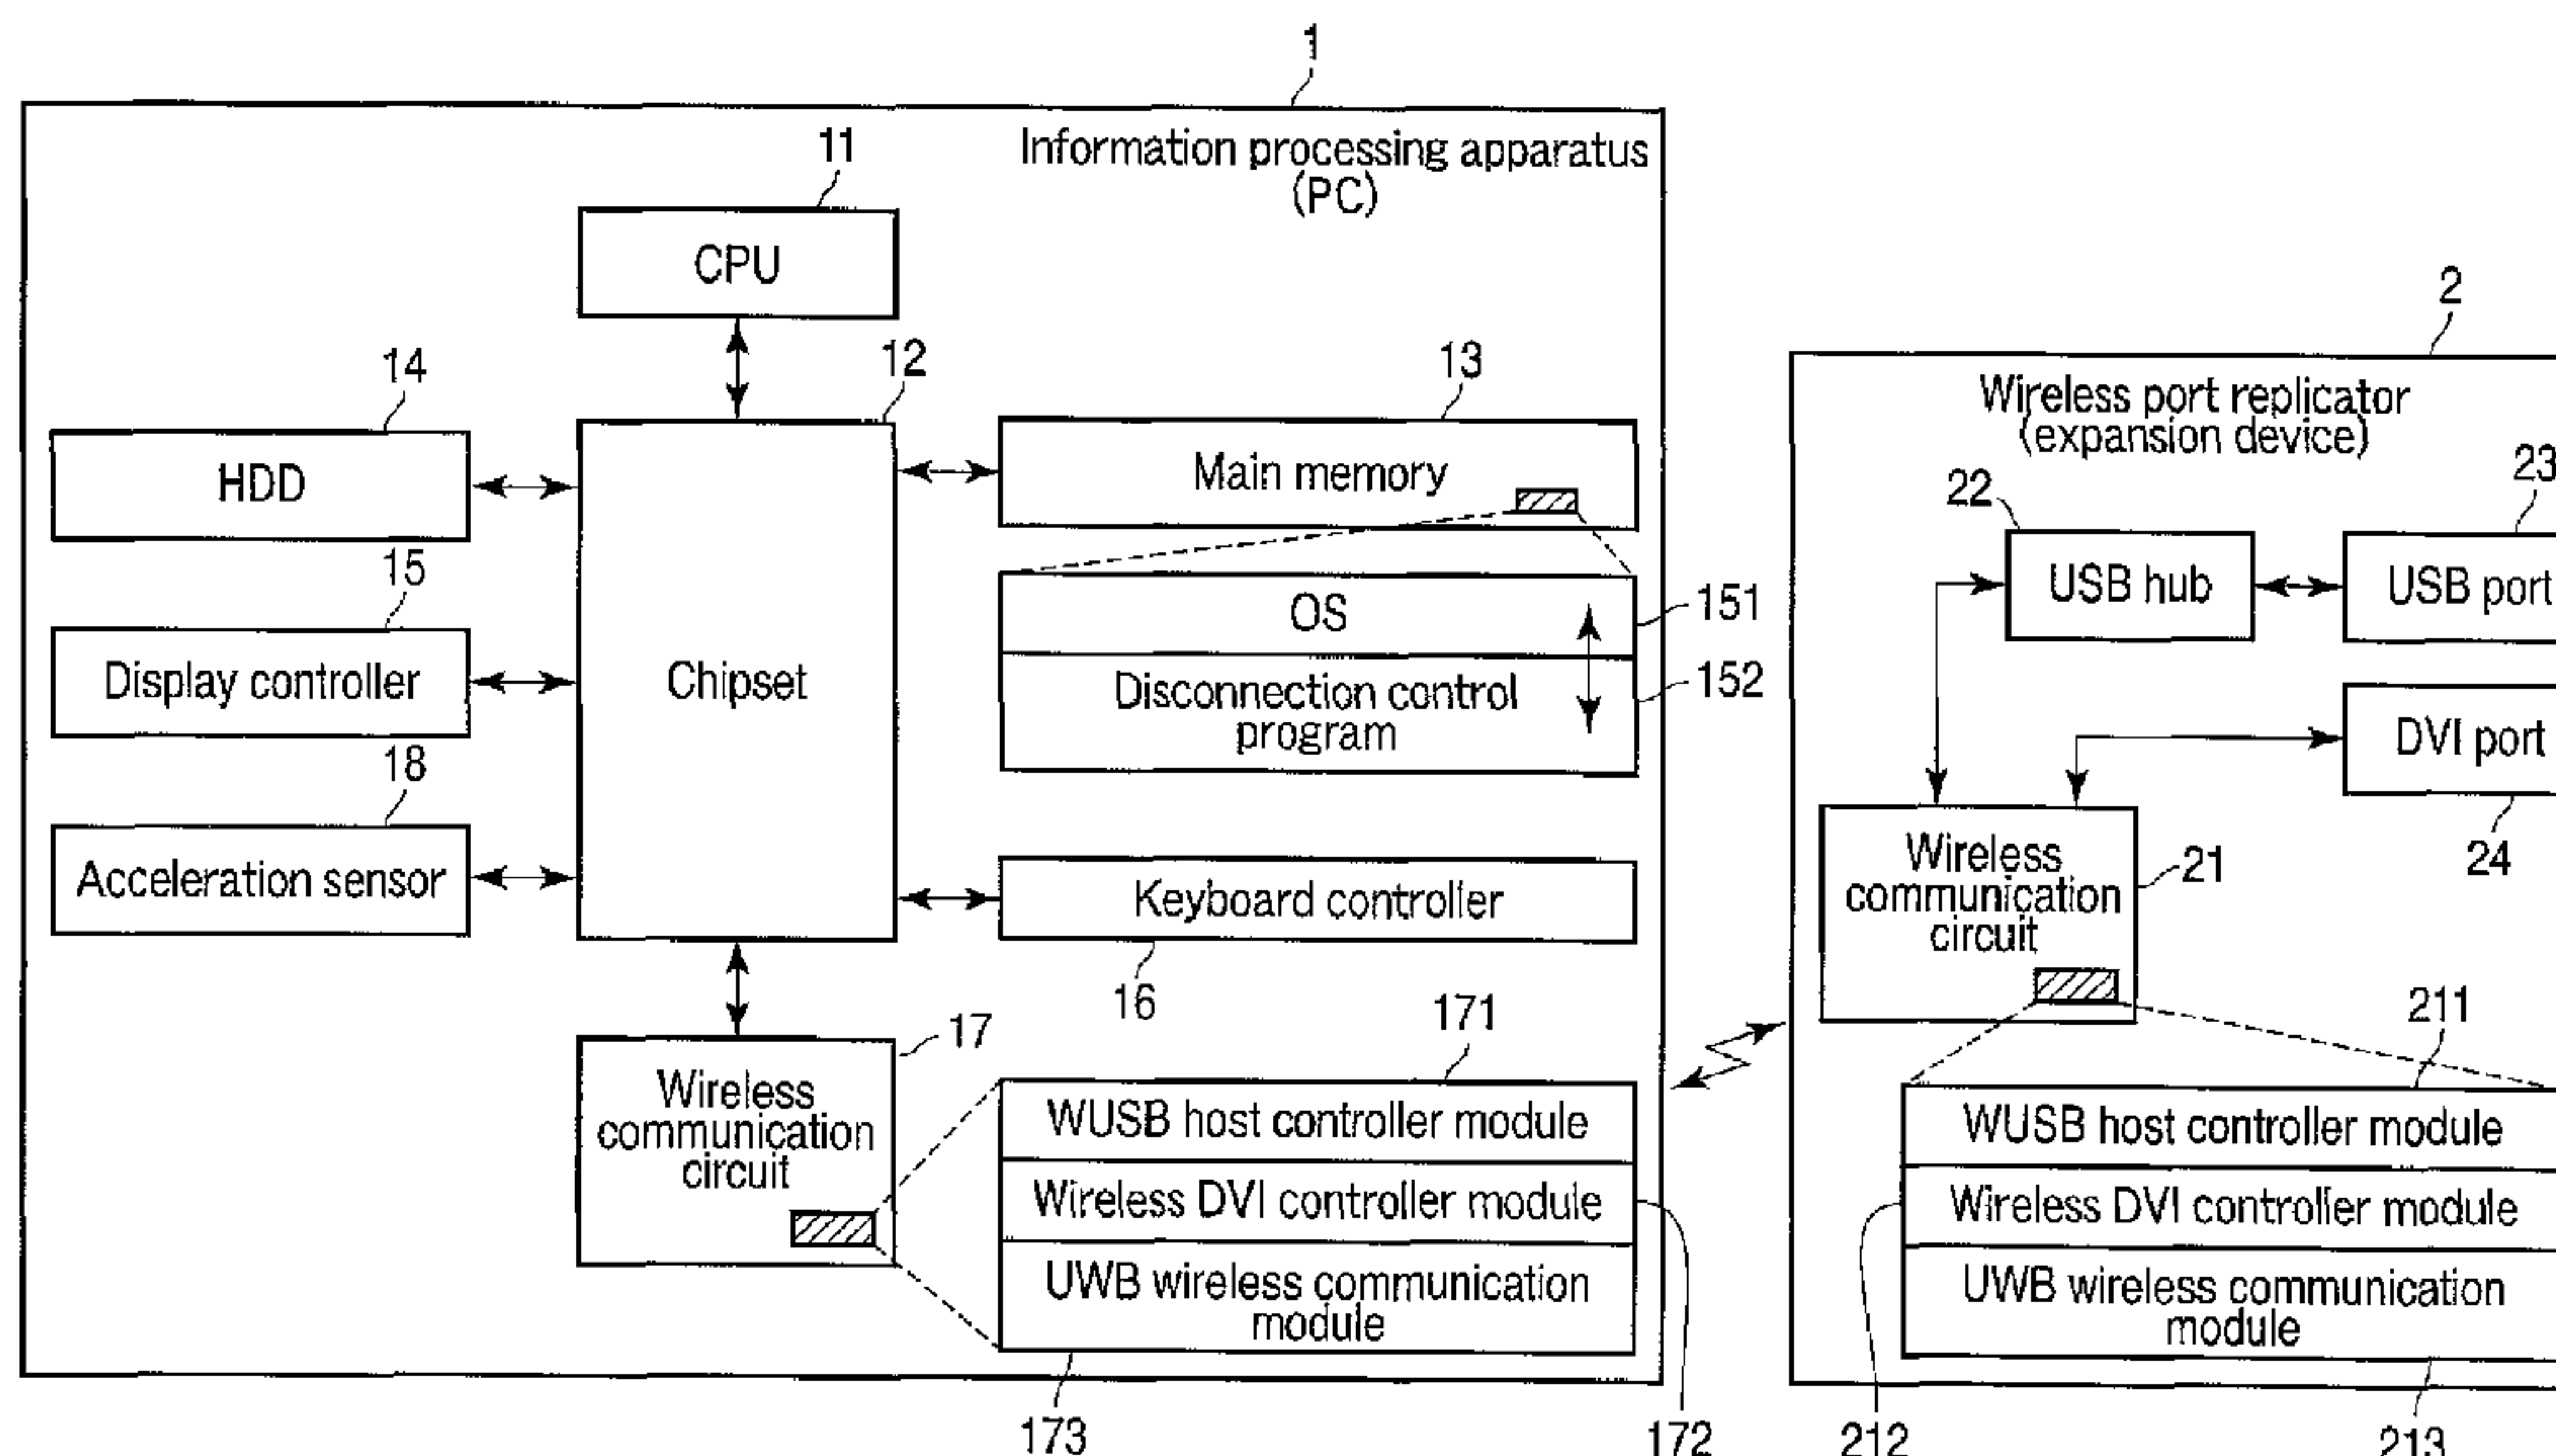 1
Information processing apparatus
(PC)
11
CPU
14
12
13
HDD
Main memory
15
OS
151
Display controller
Chipset
Disconnection control
program
152
18
Acceleration sensor
Keyboard controller
16
17
171
Wireless
communication
circuit
WUSB host controller module
Wireless DVI controller module
UWB wireless communication
module
173
172
2
Wireless port replicator
(expansion device)
22
23
USB hub
USB port
DVI port
24
Wireless
communication
circuit
21
211
WUSB host controller module
Wireless DVI controller module
UWB wireless communication
module
212
213